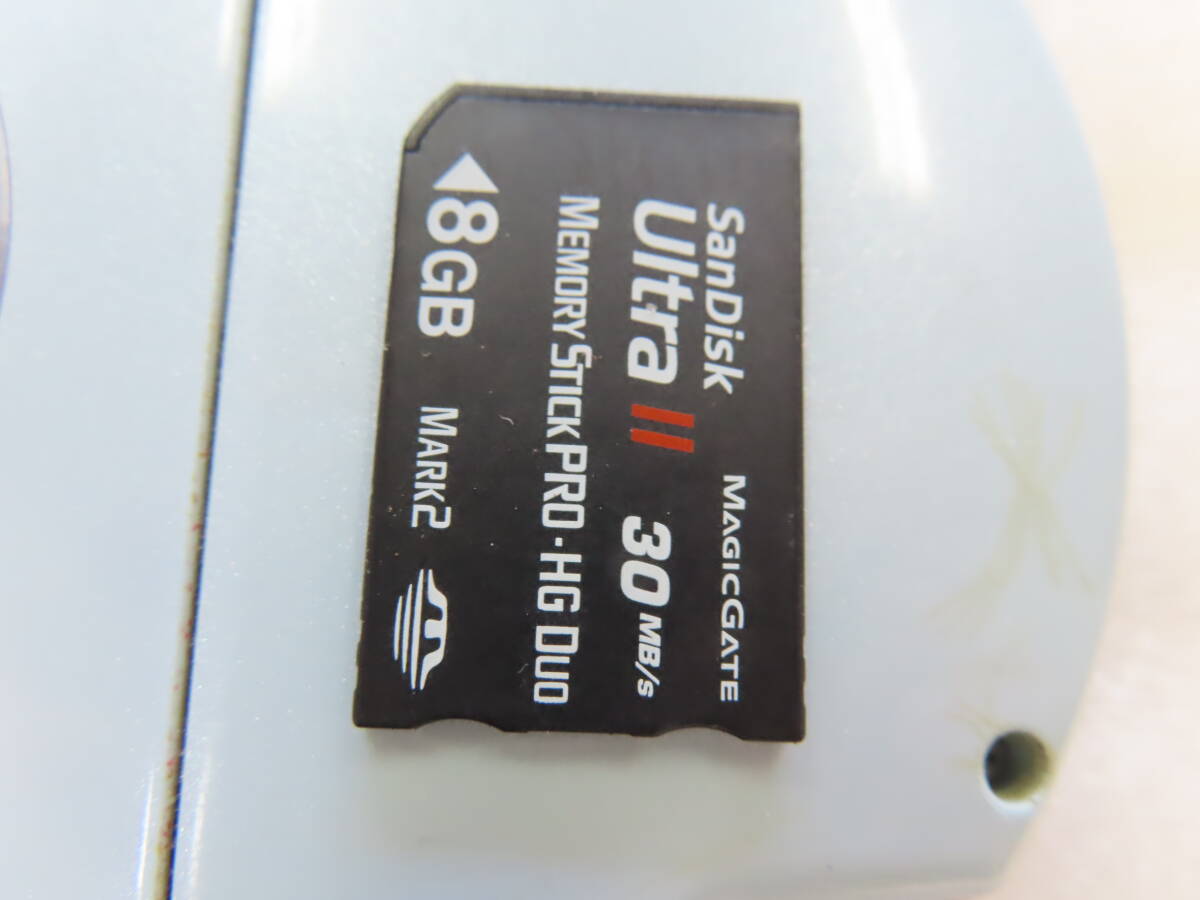 SanDisk MAGICGATE
Ultra II 30 MB/s
MEMORY STICK PRO-HG DUO
8GB MARK2